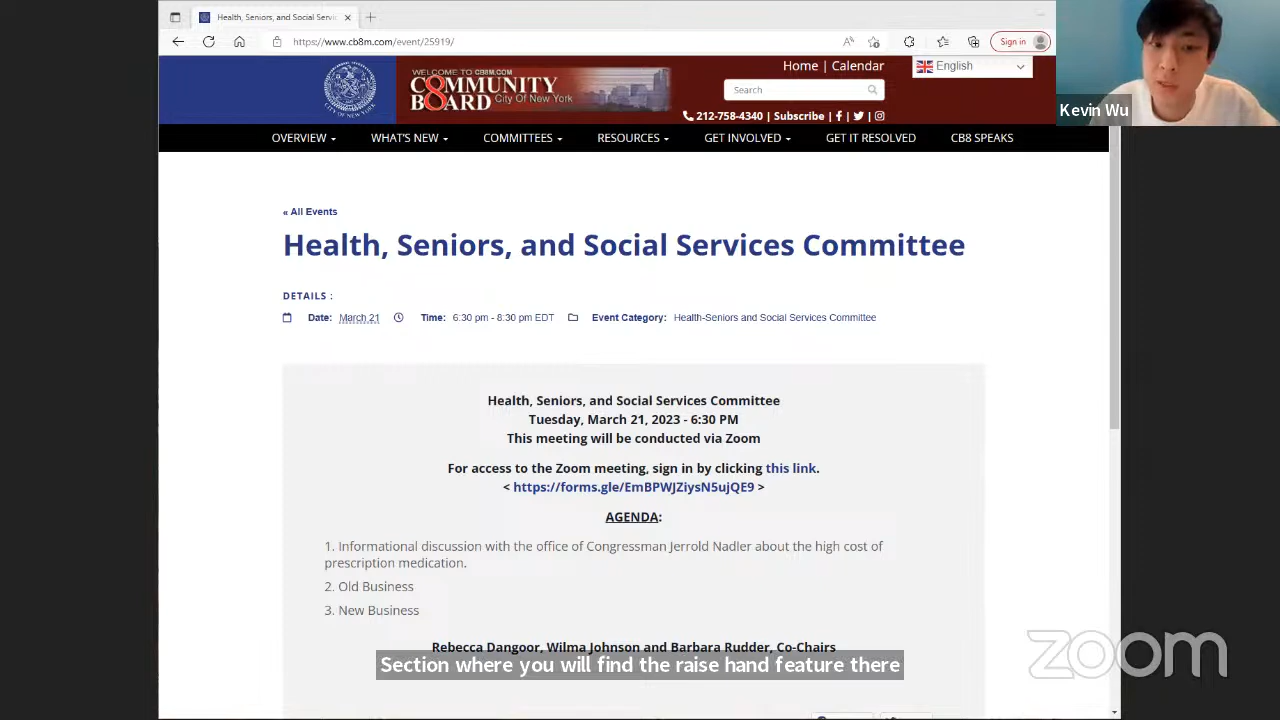 Health, Seniors, and Social Servic
https://www.cb8m.com/event/25919/
Sign in
Kevin Wu
WELCOME TO CB8M.COM
COMMUNITY
8 BOARD City Of New York
Home | Calendar
English
Search
212-758-4340 | Subscribe |
OVERVIEW
WHAT'S NEW
COMMITTEES
RESOURCES
GET INVOLVED
GET IT RESOLVED
CB8 SPEAKS
« All Events
Health, Seniors, and Social Services Committee
DETAILS :
Date: March 21
Time: 6:30 pm - 8:30 pm EDT
Event Category: Health-Seniors and Social Services Committee
Health, Seniors, and Social Services Committee
Tuesday, March 21, 2023 - 6:30 PM
This meeting will be conducted via Zoom
For access to the Zoom meeting, sign in by clicking this link.
< https://forms.gle/EmBPWJZiysN5ujQE9 >
AGENDA:
1. Informational discussion with the office of Congressman Jerrold Nadler about the high cost of
prescription medication.
2. Old Business
3. New Business
Rebecca Dangoor, Wilma Johnson and Barbara Rudder, Co-Chairs
Section where you will find the raise hand feature there
zoom